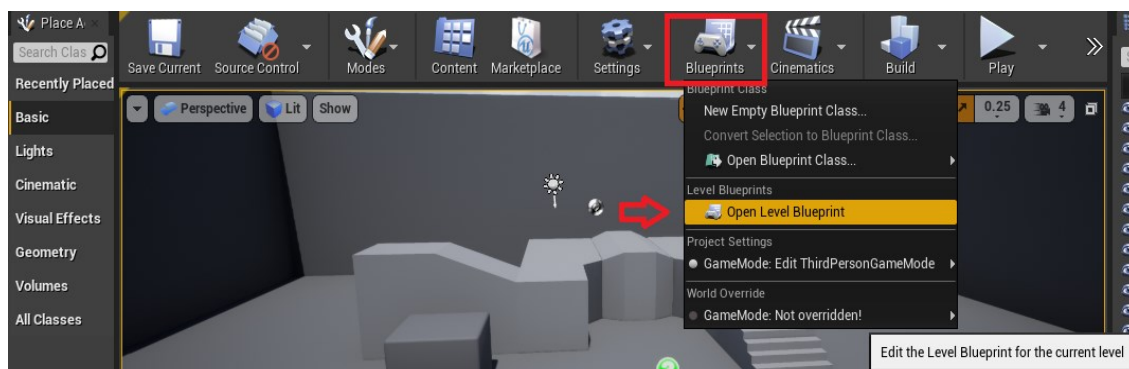 Place A
Search Clas
Recently Placed
Basic
Lights
Cinematic
Visual Effects
Geometry
Volumes
All Classes
Save Current
Source Control
Modes
Content
Marketplace
Settings
Blueprints
Cinematics
Build
Play
Perspective
Lit
Show
0.25
4
Blueprint Class
New Empty Blueprint Class...
Convert Selection to Blueprint Class...
Open Blueprint Class...
Level Blueprints
Open Level Blueprint
Project Settings
GameMode: Edit ThirdPersonGameMode
World Override
GameMode: Not overridden!
Edit the Level Blueprint for the current level